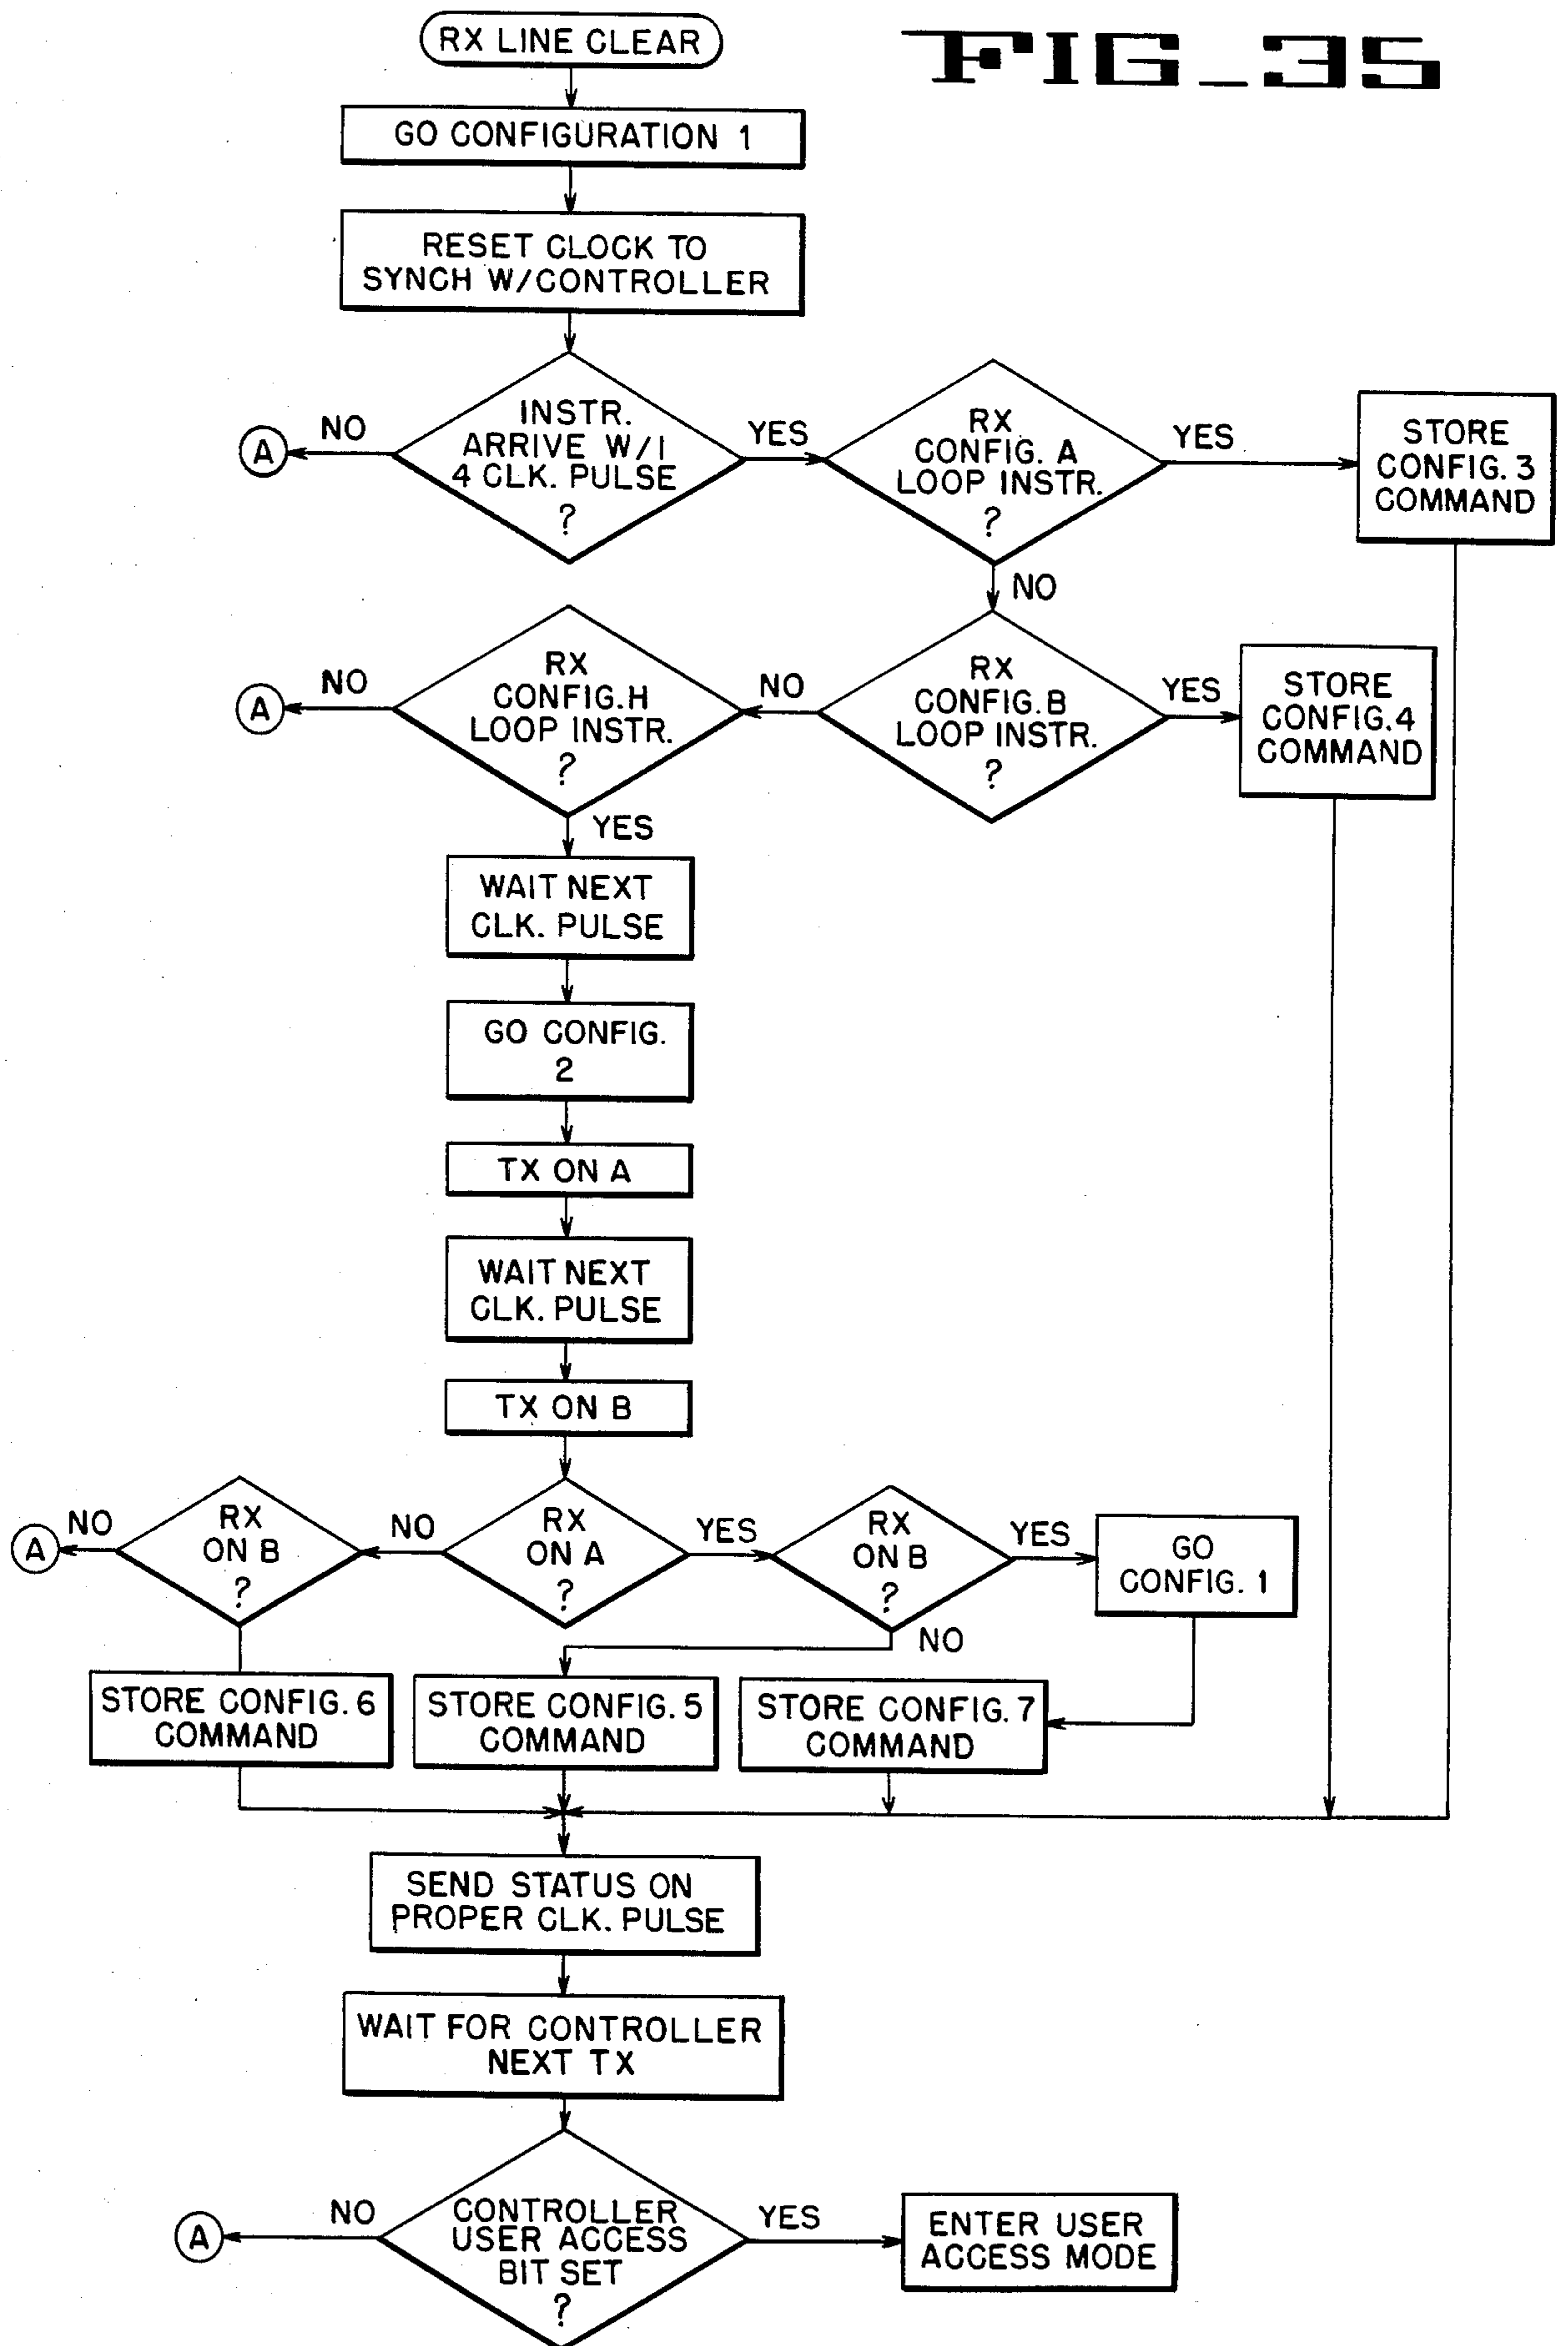 RX LINE CLEAR
FIG_35
GO CONFIGURATION 1
RESET CLOCK TO
SYNCH W/CONTROLLER
INSTR.
ARRIVE W/I
4 CLK. PULSE
?
NO
A
YES
RX
CONFIG. A
LOOP INSTR.
?
YES
STORE
CONFIG. 3
COMMAND
NO
RX
CONFIG. B
LOOP INSTR.
?
YES
STORE
CONFIG. 4
COMMAND
NO
RX
CONFIG. H
LOOP INSTR.
?
NO
A
YES
WAIT NEXT
CLK. PULSE
GO CONFIG.
2
TX ON A
WAIT NEXT
CLK. PULSE
TX ON B
RX
ON A
?
NO
RX
ON B
?
NO
A
YES
RX
ON B
?
YES
GO
CONFIG. 1
NO
STORE CONFIG. 6
COMMAND
STORE CONFIG. 5
COMMAND
STORE CONFIG. 7
COMMAND
SEND STATUS ON
PROPER CLK. PULSE
WAIT FOR CONTROLLER
NEXT TX
CONTROLLER
USER ACCESS
BIT SET
?
NO
A
YES
ENTER USER
ACCESS MODE